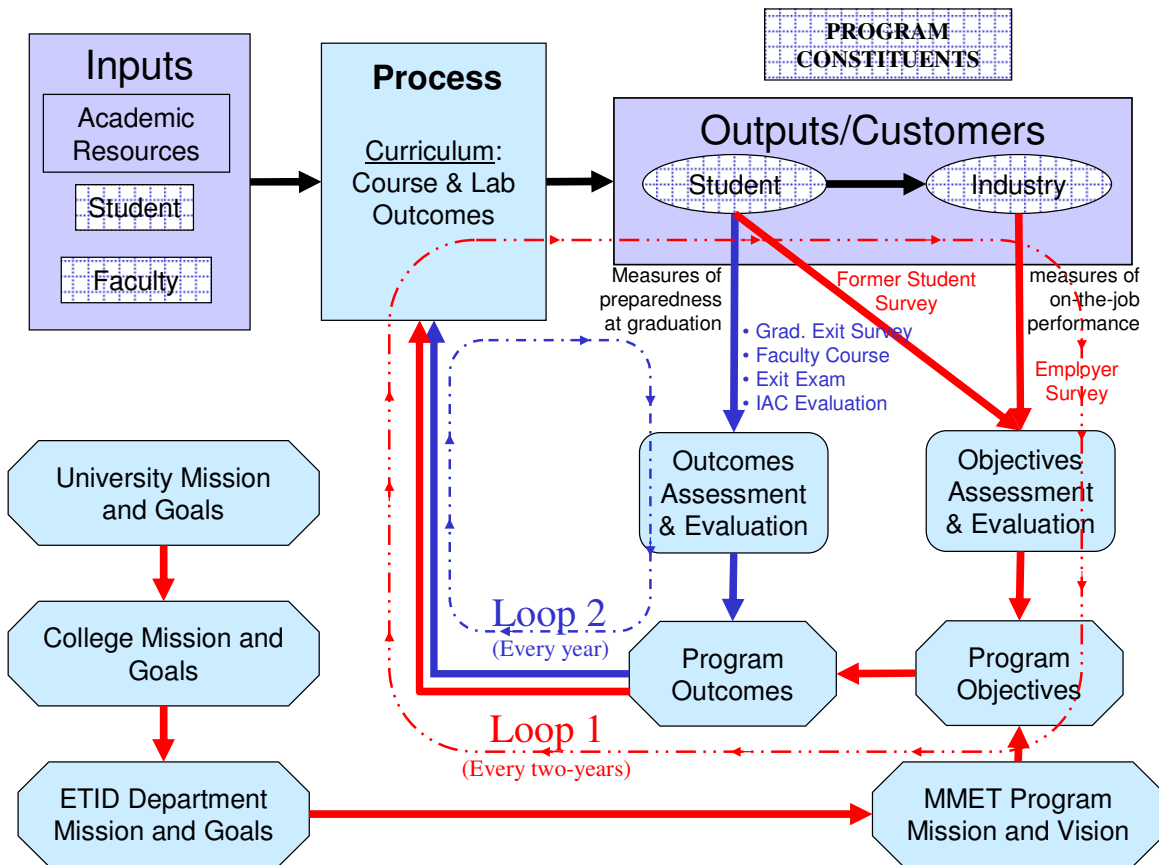 PROGRAM
CONSTITUENTS
Inputs
Academic
Resources
Student
Faculty
Process
Curriculum:
Course & Lab
Outcomes
Outputs/Customers
Student
Industry
Measures of
preparedness
at graduation
Former Student
Survey
measures of
on-the-job
performance
• Grad. Exit Survey
• Faculty Course
• Exit Exam
• IAC Evaluation
Employer
Survey
University Mission
and Goals
Outcomes
Assessment
& Evaluation
Objectives
Assessment
& Evaluation
Loop 2
(Every year)
College Mission and
Goals
Program
Outcomes
Program
Objectives
Loop 1
(Every two-years)
ETID Department
Mission and Goals
MMET Program
Mission and Vision